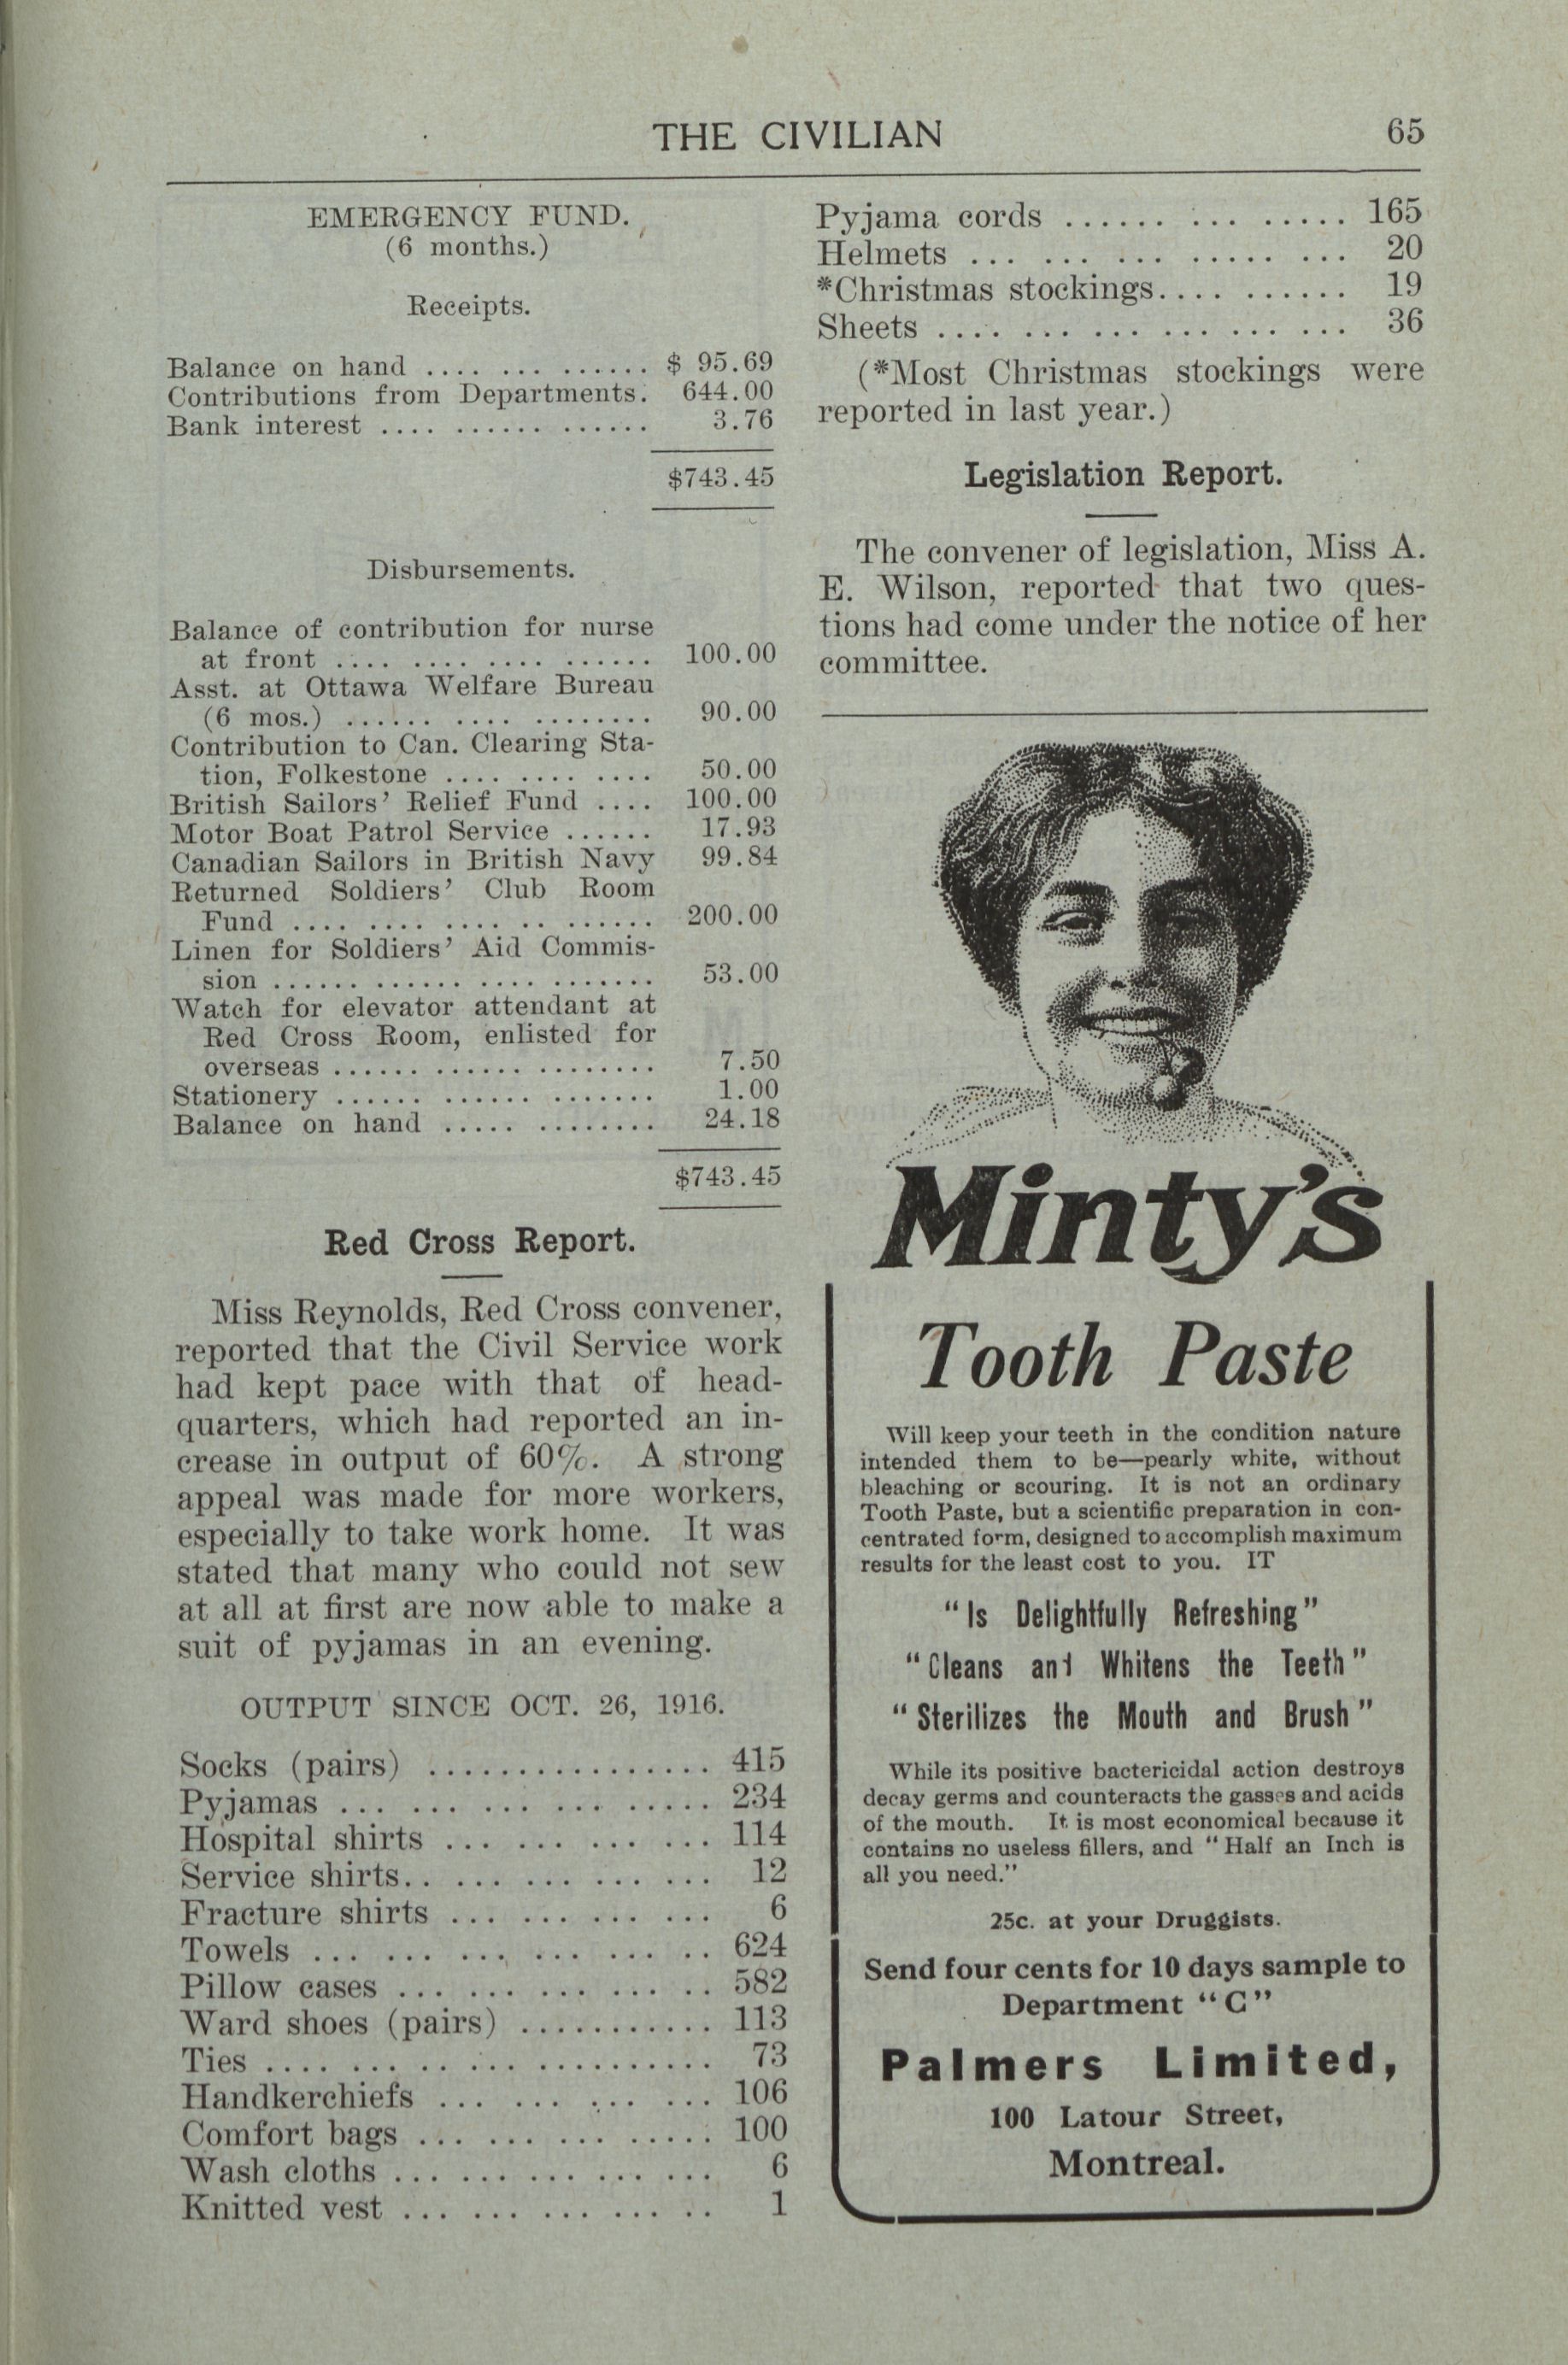 THE CIVILIAN 65
EMERGENCY FUND.
(6 months.)
Receipts.
Balance on hand .... ... ...... $ 95.69
Contributions from Departments. 644.00
Bank interest .... ...... ...... 3.76
$743.45
Disbursements.
Balance of contribution for nurse
at front .... .... .... ...... 100.00
Asst. at Ottawa Welfare Bureau
(6 mos.) ...... .... ........ 90.00
Contribution to Can. Clearing Sta-
tion, Folkestone .... .... .... 50.00
British Sailors' Relief Fund .... 100.00
Motor Boat Patrol Service ...... 17.93
Canadian Sailors in British Navy 99.84
Returned Soldiers' Club Room
Fund .... .... .... .. ...... 200.00
Linen for Soldiers' Aid Commis-
sion ...... ...... .... ....... 53.00
Watch for elevator attendant at
Red Cross Room, enlisted for
overseas ...... ...... ........ 7.50
Stationery ...... ...... ....... 1.00
Balance on hand ..... ........ 24.18
$743.45
Red Cross Report.
Miss Reynolds, Red Cross convener,
reported that the Civil Service work
had kept pace with that of head-
quarters, which had reported an in-
crease in output of 60%. A strong
appeal was made for more workers,
especially to take work home. It was
stated that many who could not sew
at all at first are now able to make a
suit of pyjamas in an evening.
OUTPUT SINCE OCT. 26, 1916.
Socks (pairs) ................ 415
Pyjamas ... ... ... ... ..... 234
Hospital shirts ... ... ... ... 114
Service shirts.. ... ... ... ... 12
Fracture shirts ... ... ... ... 6
Towels ... ... ... ... ... .. 624
Pillow cases ... ... ... ... .. 582
Ward shoes (pairs) ........... 113
Ties .... ... .. ............. 73
Handkerchiefs ... ... ... ... 106
Comfort bags ... ... ... ..... 100
Wash cloths ... ... ... ... ... 6
Knitted vest ... ... ... ... .. 1
Pyjama cords ...... ... ..... 165
Helmets ... ... ... ..... ... 20
*Christmas stockings.... ...... 19
Sheets .... ... ... ... ... ... 36
(*Most Christmas stockings were
reported in last year.)
Legislation Report.
The convener of legislation, Miss A.
E. Wilson, reported that two ques-
tions had come under the notice of her
committee.
Minty's
Tooth Paste
Will keep your teeth in the condition nature
intended them to be—pearly white, without
bleaching or scouring. It is not an ordinary
Tooth Paste, but a scientific preparation in con-
centrated form, designed to accomplish maximum
results for the least cost to you. IT
"Is Delightfully Refreshing"
"Cleans and Whitens the Teeth"
"Sterilizes the Mouth and Brush"
While its positive bactericidal action destroys
decay germs and counteracts the gasses and acids
of the mouth. It is most economical because it
contains no useless fillers, and "Half an Inch is
all you need."
25c. at your Druggists.
Send four cents for 10 days sample to
Department "C"
Palmers Limited,
100 Latour Street,
Montreal.